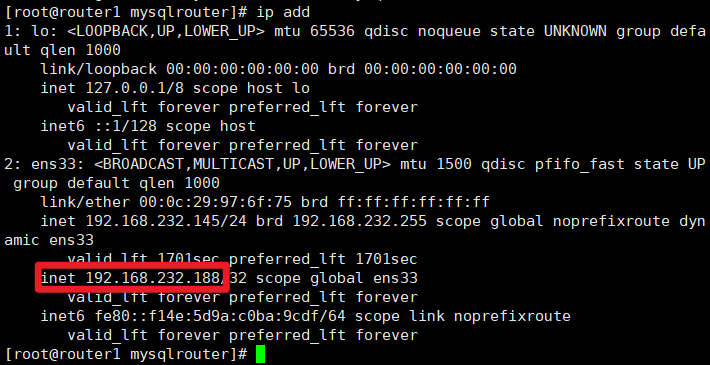 [root@router1 mysqlrouter]# ip add
1: lo: <LOOPBACK,UP,LOWER_UP> mtu 65536 qdisc noqueue state UNKNOWN group defa
ult qlen 1000
    link/loopback 00:00:00:00:00:00 brd 00:00:00:00:00:00
    inet 127.0.0.1/8 scope host lo
       valid_lft forever preferred_lft forever
    inet6 ::1/128 scope host
       valid_lft forever preferred_lft forever
2: ens33: <BROADCAST,MULTICAST,UP,LOWER_UP> mtu 1500 qdisc pfifo_fast state UP
 group default qlen 1000
    link/ether 00:0c:29:97:6f:75 brd ff:ff:ff:ff:ff:ff
    inet 192.168.232.145/24 brd 192.168.232.255 scope global noprefixroute dyn
amic ens33
       valid_lft 1701sec preferred_lft 1701sec
    inet 192.168.232.188/32 scope global ens33
       valid_lft forever preferred_lft forever
    inet6 fe80::f14e:5d9a:c0ba:9cdf/64 scope link noprefixroute
       valid_lft forever preferred_lft forever
[root@router1 mysqlrouter]#